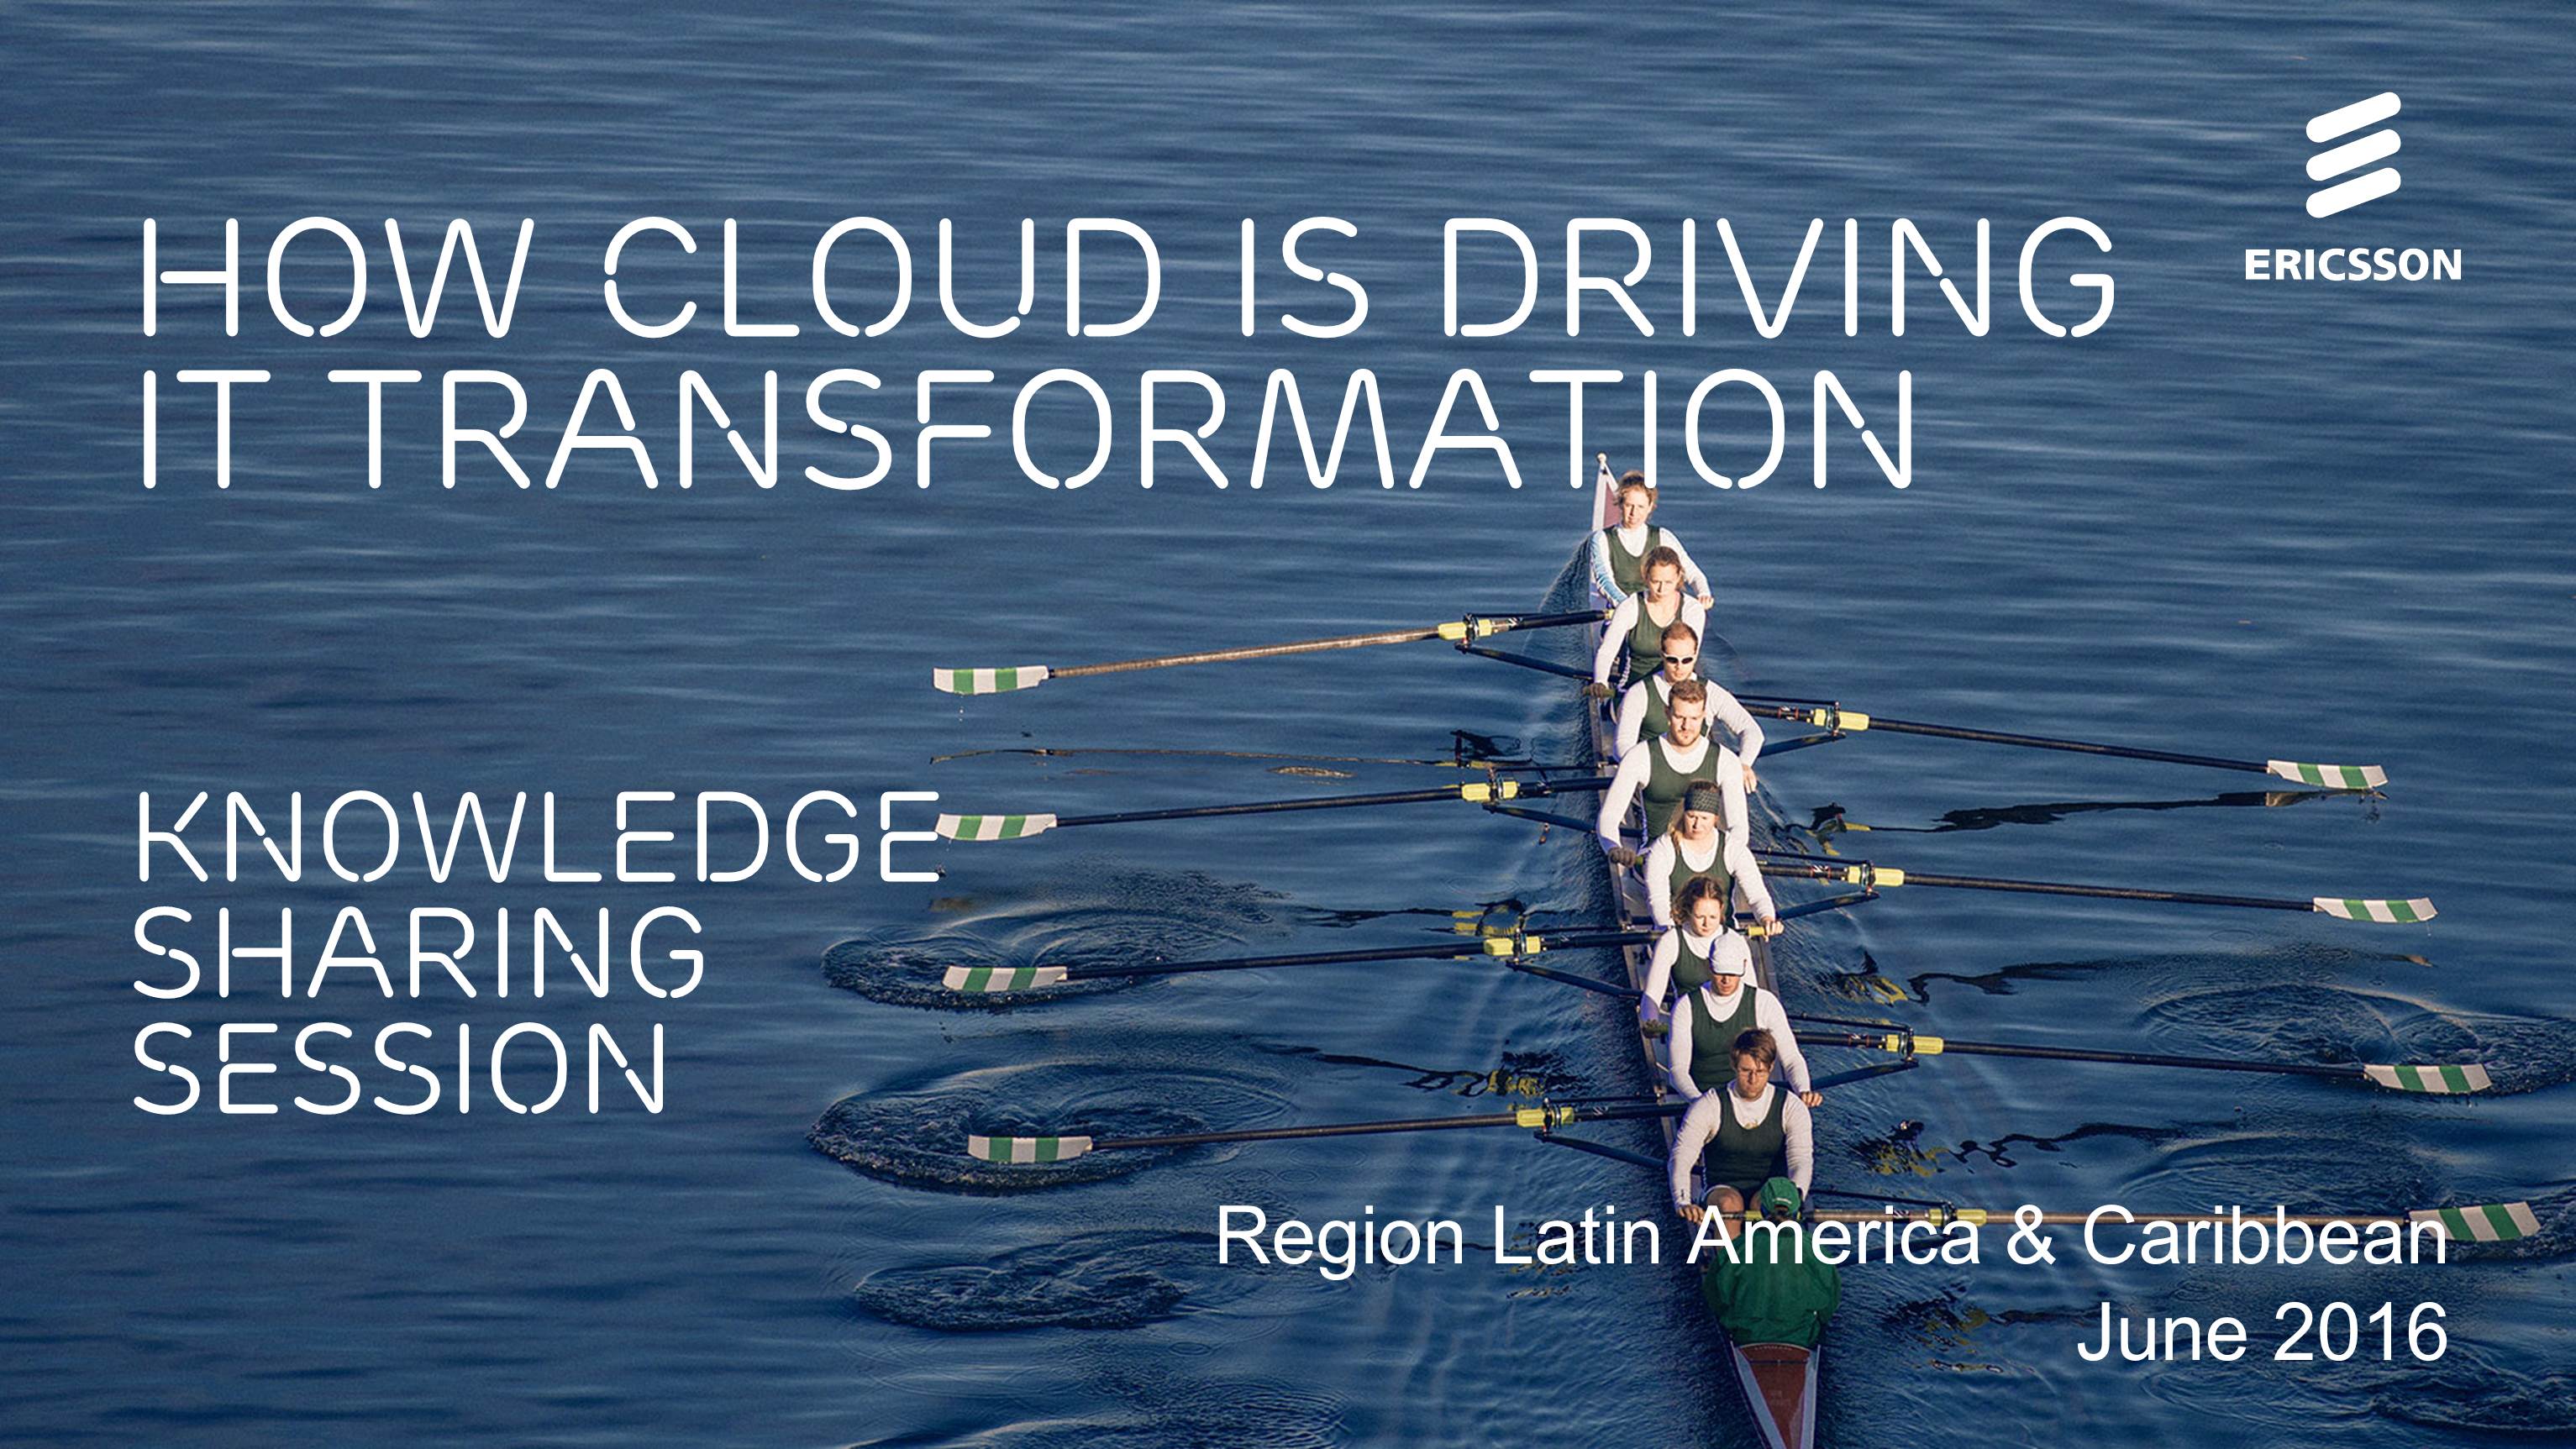 HOW CLOUD IS DRIVING
IT TRANSFORMATION
ERICSSON
KNOWLEDGE
SHARING
SESSION
Region Latin America & Caribbean
June 2016